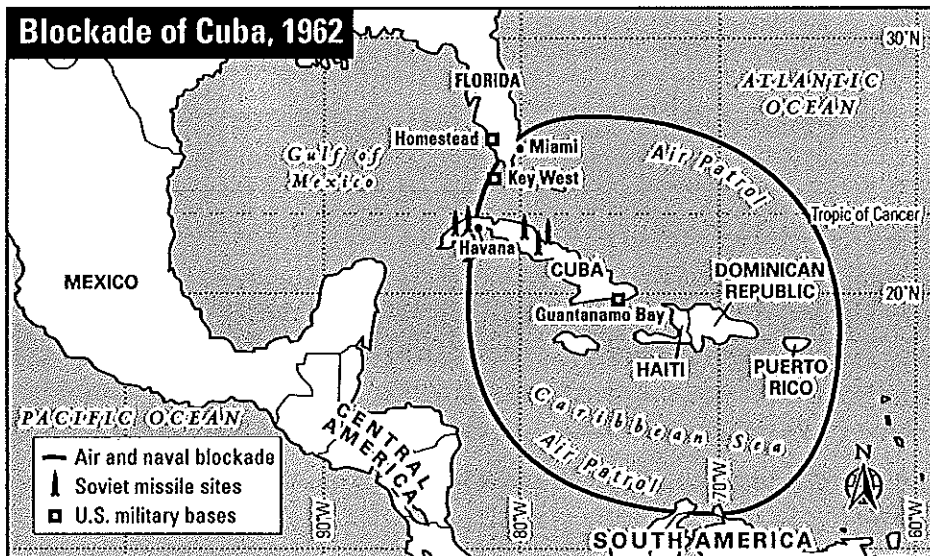 Blockade of Cuba, 1962
30°N
FLORIDA
ATLANTIC
OCEAN
Homestead
Miami
Gulf of
Mexico
Key West
Air Patrol
Tropic of Cancer
Havana
MEXICO
CUBA
DOMINICAN
REPUBLIC
20°N
Guantanamo Bay
HAITI
PUERTO
RICO
PACIFIC OCEAN
CENTRAL
AMERICA
Caribbean Sea
Air Patrol
Air and naval blockade
Soviet missile sites
U.S. military bases
N
90°W
80°W
70°W
60°W
SOUTH AMERICA